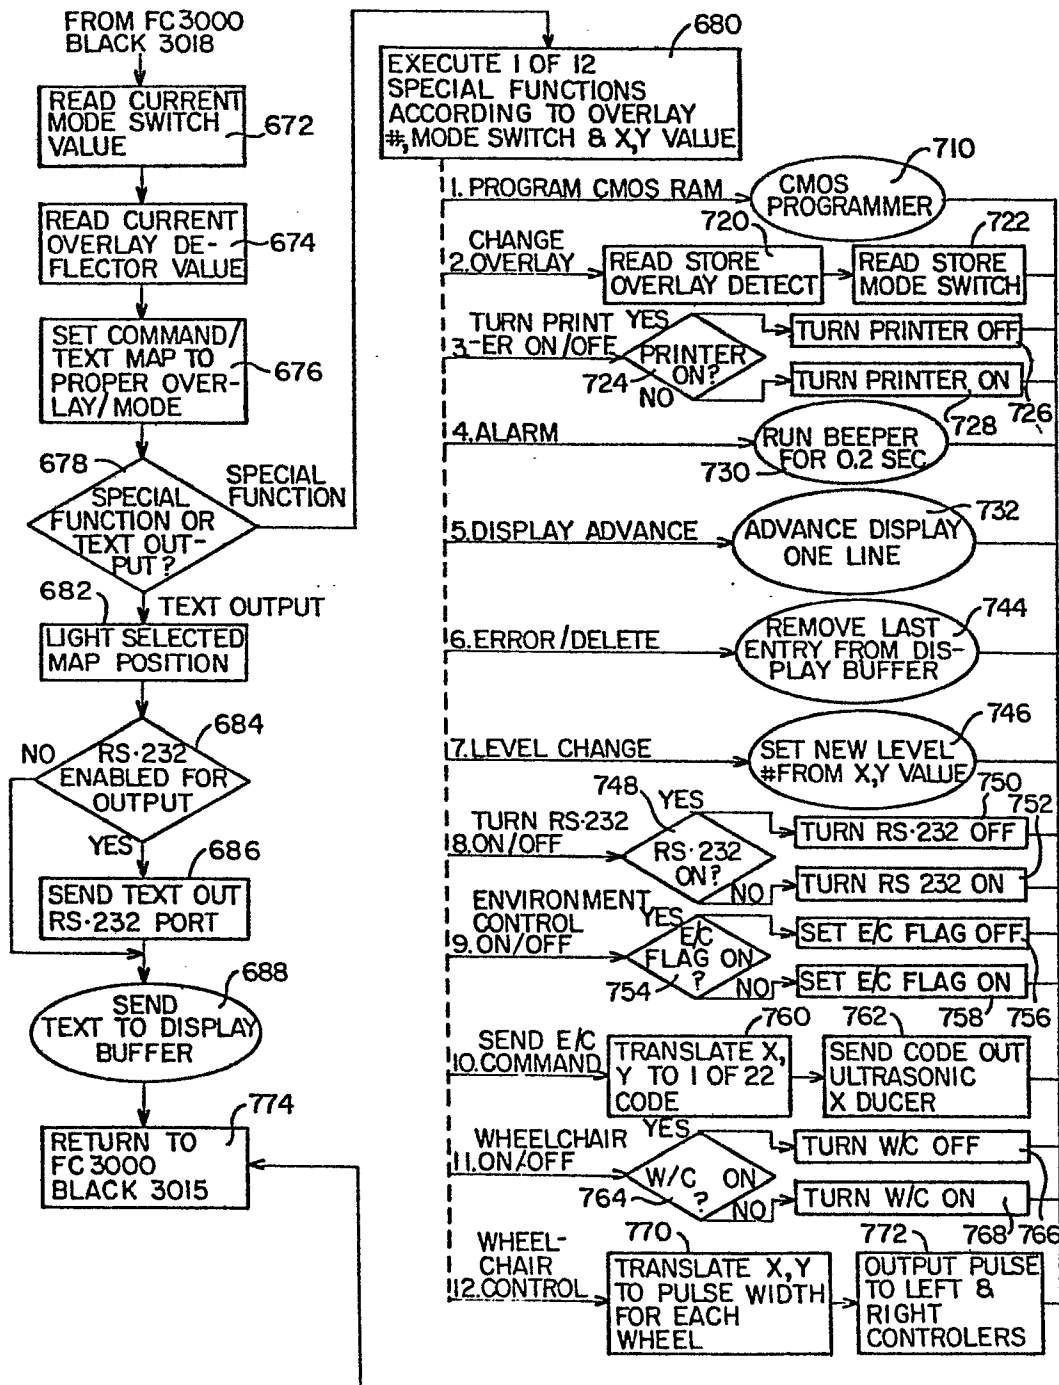 FROM FC3000
BLACK 3018
READ CURRENT
MODE SWITCH
VALUE
672
READ CURRENT
OVERLAY DE-
FLECTOR VALUE
674
SET COMMAND/
TEXT MAP TO
PROPER OVER-
LAY/MODE
676
678
SPECIAL
FUNCTION OR
TEXT OUT-
PUT?
SPECIAL
FUNCTION
TEXT OUTPUT
682
LIGHT SELECTED
MAP POSITION
684
RS-232
ENABLED FOR
OUTPUT
NO
YES
686
SEND TEXT OUT
RS-232 PORT
688
SEND
TEXT TO DISPLAY
BUFFER
774
RETURN TO
FC3000
BLACK 3015
680
EXECUTE 1 OF 12
SPECIAL FUNCTIONS
ACCORDING TO OVERLAY
#, MODE SWITCH & X,Y VALUE
1. PROGRAM CMOS RAM
710
CMOS
PROGRAMMER
CHANGE
2. OVERLAY
720
READ STORE
OVERLAY DETECT
722
READ STORE
MODE SWITCH
TURN PRINT
3. -ER ON/OFF
YES
PRINTER
ON?
724
NO
TURN PRINTER OFF
726
TURN PRINTER ON
728
4. ALARM
RUN BEEPER
FOR 0.2 SEC
730
5. DISPLAY ADVANCE
732
ADVANCE DISPLAY
ONE LINE
6. ERROR/DELETE
744
REMOVE LAST
ENTRY FROM DIS-
PLAY BUFFER
7. LEVEL CHANGE
746
SET NEW LEVEL
# FROM X,Y VALUE
TURN RS-232
8. ON/OFF
748
YES
RS-232
ON?
NO
750
TURN RS-232 OFF
752
TURN RS 232 ON
ENVIRONMENT
CONTROL
9. ON/OFF
YES
E/C
FLAG ON
?
754
NO
SET E/C FLAG OFF
756
SET E/C FLAG ON
758
SEND E/C
10. COMMAND
760
TRANSLATE X,
Y TO 1 OF 22
CODE
762
SEND CODE OUT
ULTRASONIC
X DUCER
WHEELCHAIR
11. ON/OFF
YES
W/C ON
?
764
NO
TURN W/C OFF
766
TURN W/C ON
768
WHEEL-
CHAIR
12. CONTROL
770
TRANSLATE X,Y
TO PULSE WIDTH
FOR EACH
WHEEL
772
OUTPUT PULSE
TO LEFT &
RIGHT
CONTROLERS